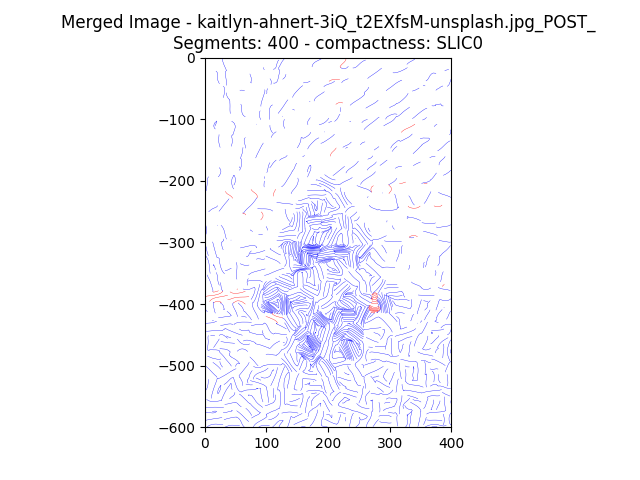 Merged Image - kaitlyn-ahnert-3iQ_t2EXfsM-unsplash.jpg_POST_
Segments: 400 - compactness: SLIC0
0
−100
−200
−300
−400
−500
−600
0 100 200 300 400